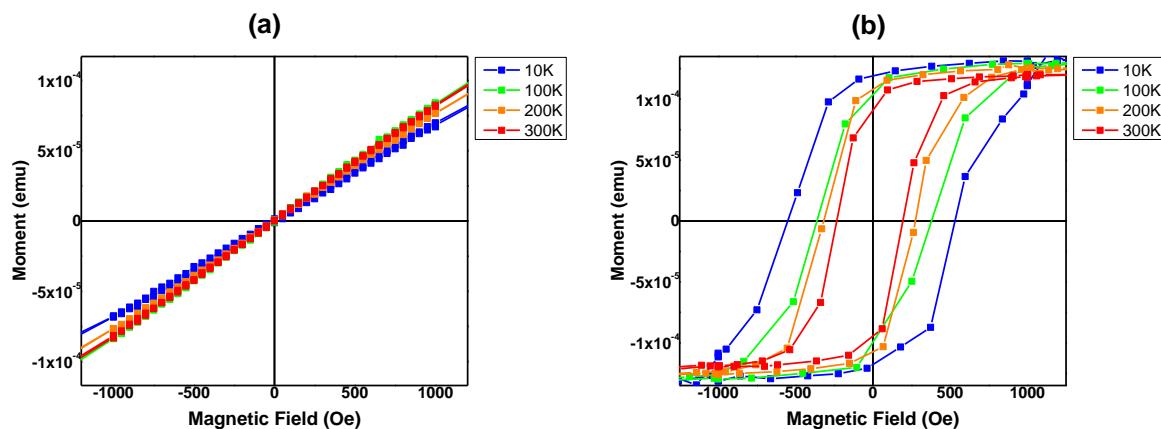 (a)
(b)
Moment (emu)
1x10⁻⁴
5x10⁻⁵
0
-5x10⁻⁵
-1x10⁻⁴
-1000 -500 0 500 1000
Magnetic Field (Oe)
10K
100K
200K
300K
Moment (emu)
1x10⁻⁴
5x10⁻⁵
0
-5x10⁻⁵
-1x10⁻⁴
-1000 -500 0 500 1000
Magnetic Field (Oe)
10K
100K
200K
300K